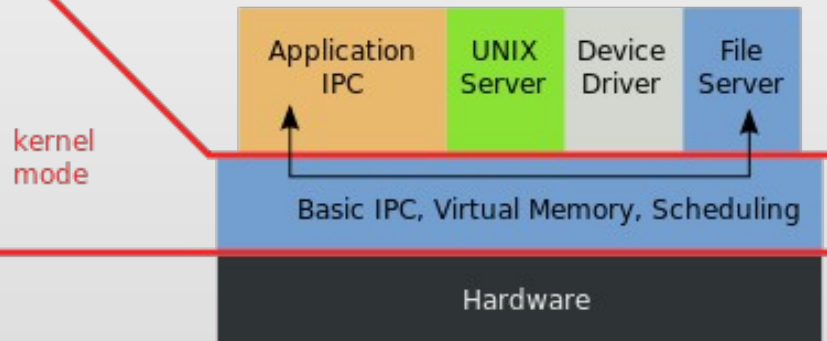 Application
IPC
UNIX
Server
Device
Driver
File
Server
kernel
mode
Basic IPC, Virtual Memory, Scheduling
Hardware